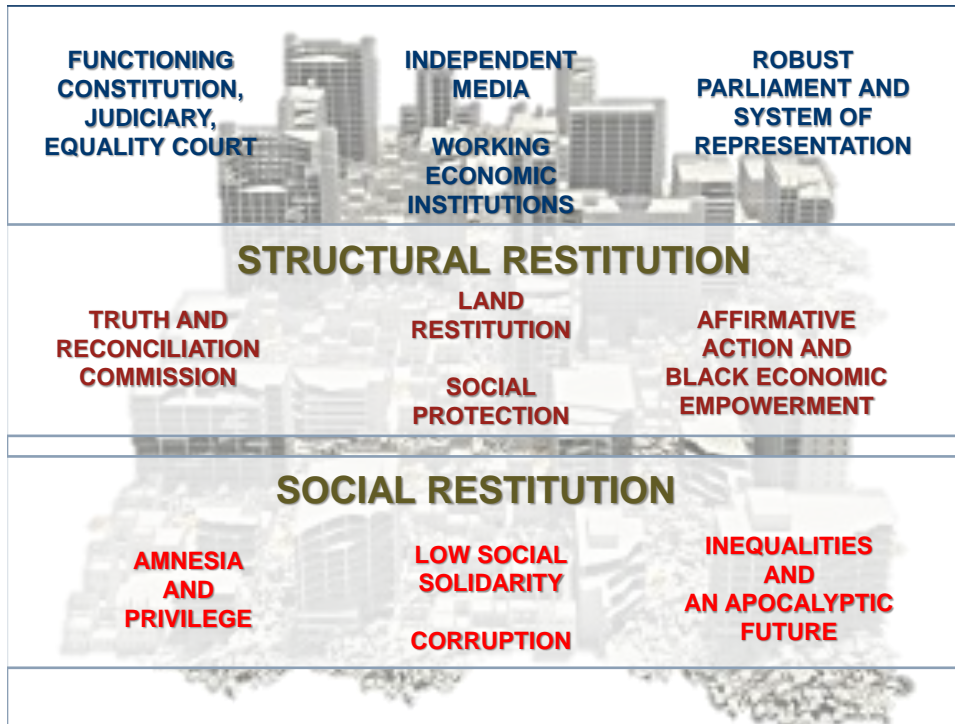 FUNCTIONING
CONSTITUTION,
JUDICIARY,
EQUALITY COURT
INDEPENDENT
MEDIA
WORKING
ECONOMIC
INSTITUTIONS
ROBUST
PARLIAMENT AND
SYSTEM OF
REPRESENTATION
STRUCTURAL RESTITUTION
TRUTH AND
RECONCILIATION
COMMISSION
LAND
RESTITUTION
SOCIAL
PROTECTION
AFFIRMATIVE
ACTION AND
BLACK ECONOMIC
EMPOWERMENT
SOCIAL RESTITUTION
AMNESIA
AND
PRIVILEGE
LOW SOCIAL
SOLIDARITY
CORRUPTION
INEQUALITIES
AND
AN APOCALYPTIC
FUTURE